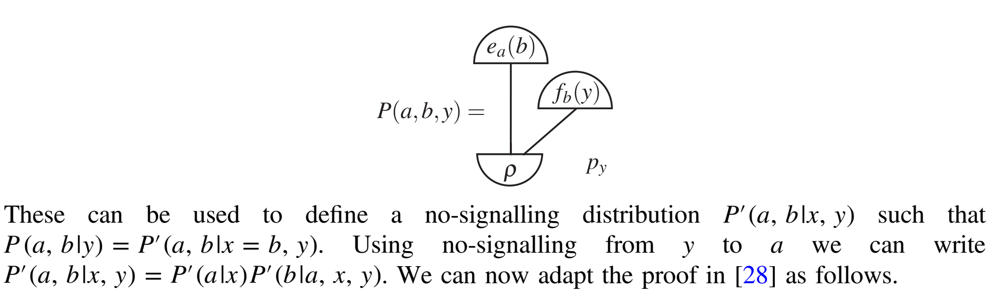 e_a(b)
f_b(y)
P(a,b,y) =
ρ
p_y
These can be used to define a no-signalling distribution P′(a, b|x, y) such that
P(a, b|y) = P′(a, b|x = b, y). Using no-signalling from y to a we can write
P′(a, b|x, y) = P′(a|x)P′(b|a, x, y). We can now adapt the proof in [28] as follows.